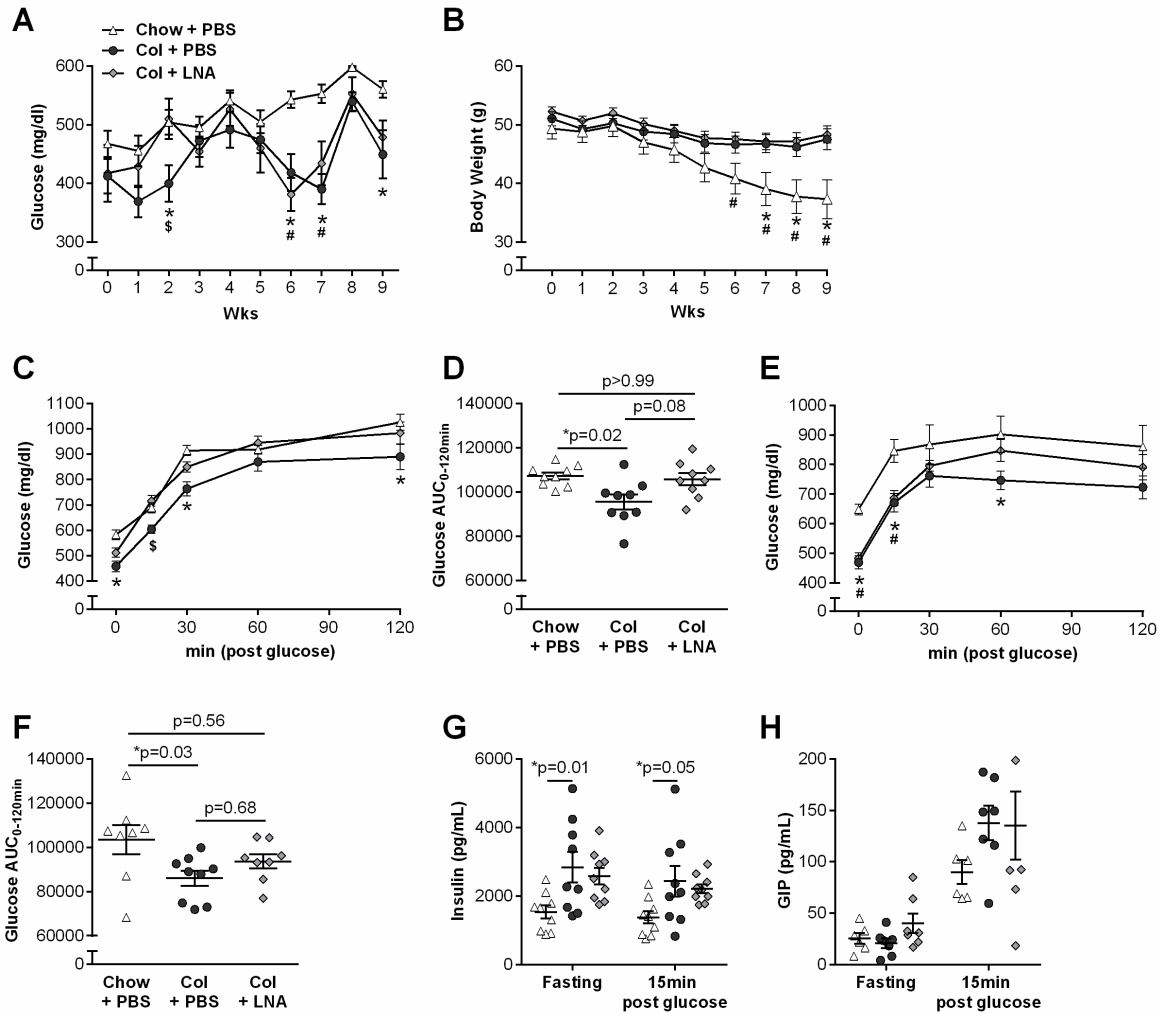 A
Chow + PBS
Col + PBS
Col + LNA
Glucose (mg/dl)
600
500
400
300
0
*
$
*
#
*
#
*
0 1 2 3 4 5 6 7 8 9
Wks
B
Body Weight (g)
60
50
40
30
0
#
*
#
*
#
*
#
0 1 2 3 4 5 6 7 8 9
Wks
C
Glucose (mg/dl)
1100
1000
900
800
700
600
500
400
0
*
$
*
*
0 30 60 90 120
min (post glucose)
D
Glucose AUC0-120min
140000
120000
100000
80000
60000
0
p>0.99
p=0.08
*p=0.02
Chow Col Col
+ PBS + PBS + LNA
E
Glucose (mg/dl)
1000
900
800
700
600
500
400
0
*
#
*
#
*
0 30 60 90 120
min (post glucose)
F
Glucose AUC0-120min
140000
120000
100000
80000
60000
0
p=0.56
*p=0.03
p=0.68
Chow Col Col
+ PBS + PBS + LNA
G
Insulin (pg/mL)
6000
4000
2000
0
*p=0.01
*p=0.05
Fasting 15min
post glucose
H
GIP (pg/mL)
200
150
100
50
0
Fasting 15min
post glucose